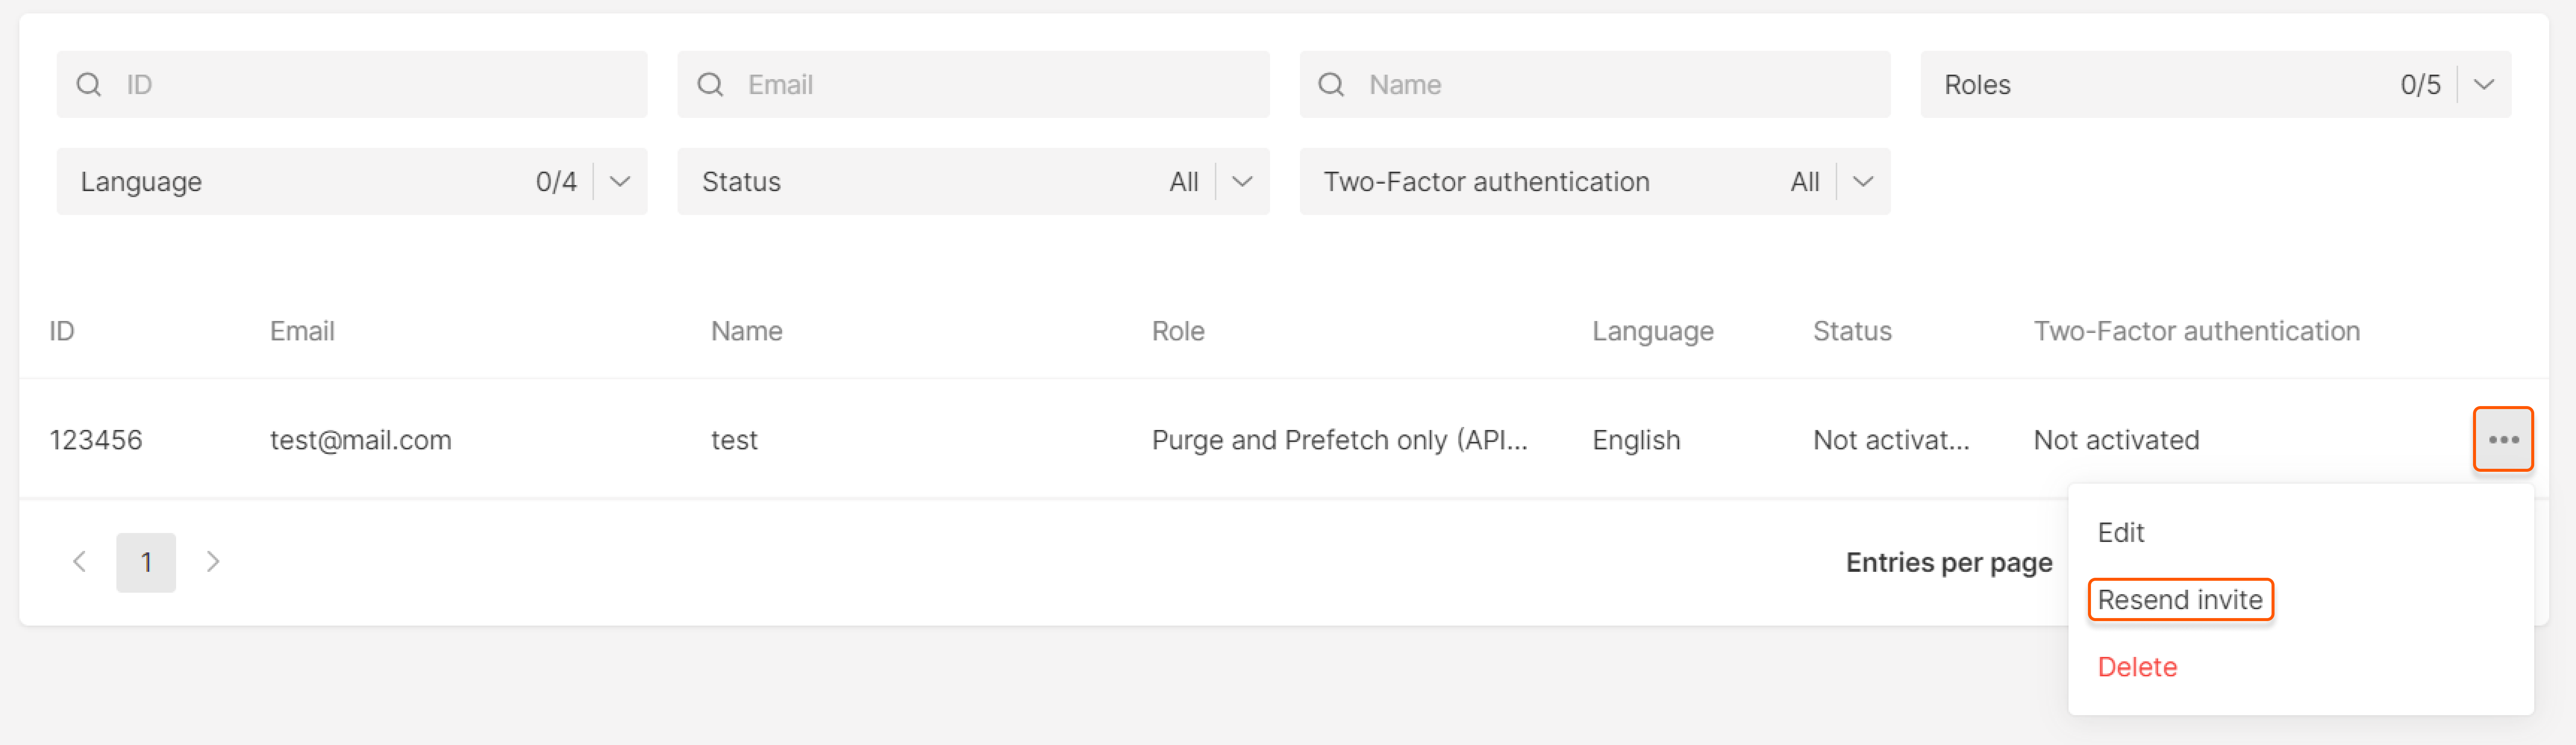 ID Email Name Roles 0/5
Language 0/4 Status All Two-Factor authentication All
ID Email Name Role Language Status Two-Factor authentication
123456 test@mail.com test Purge and Prefetch only (API... English Not activat... Not activated
Edit
1 Entries per page
Resend invite
Delete